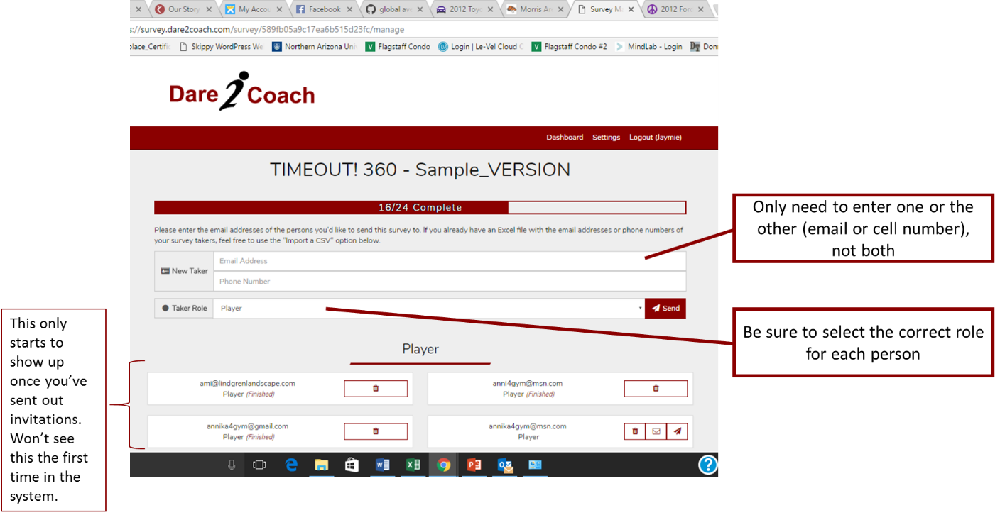 Our Story
My Accou
Facebook
global ave
2012 Toyo
Morris An
Survey M
2012 Ford
s://survey.dare2coach.com/survey/589fb05a9c17ea6b515d23fc/manage
place_Certific
Skippy WordPress We
Northern Arizona Uni
Flagstaff Condo
Login | Le-Vel Cloud C
Flagstaff Condo #2
MindLab - Login
Don
Dare 2 Coach
Dashboard Settings Logout (Jaymie)
TIMEOUT! 360 - Sample_VERSION
16/24 Complete
Please enter the email addresses of the persons you'd like to send this survey to. If you already have an Excel file with the email addresses or phone numbers of
your survey takers, feel free to use the "Import a CSV" option below.
New Taker
Email Address
Phone Number
Taker Role
Player
Send
Player
ami@lindgrenlandscape.com
Player (Finished)
anni4gym@msn.com
Player (Finished)
annika4gym@gmail.com
Player (Finished)
annika4gym@msn.com
Player
Only need to enter one or the
other (email or cell number),
not both
Be sure to select the correct role
for each person
This only
starts to
show up
once you've
sent out
invitations.
Won't see
this the first
time in the
system.